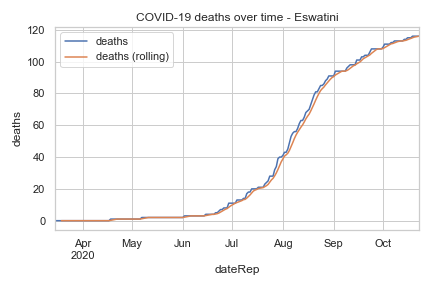 COVID-19 deaths over time - Eswatini
deaths
deaths (rolling)
120
100
80
60
40
20
0
deaths
Apr
2020
May
Jun
Jul
Aug
Sep
Oct
dateRep